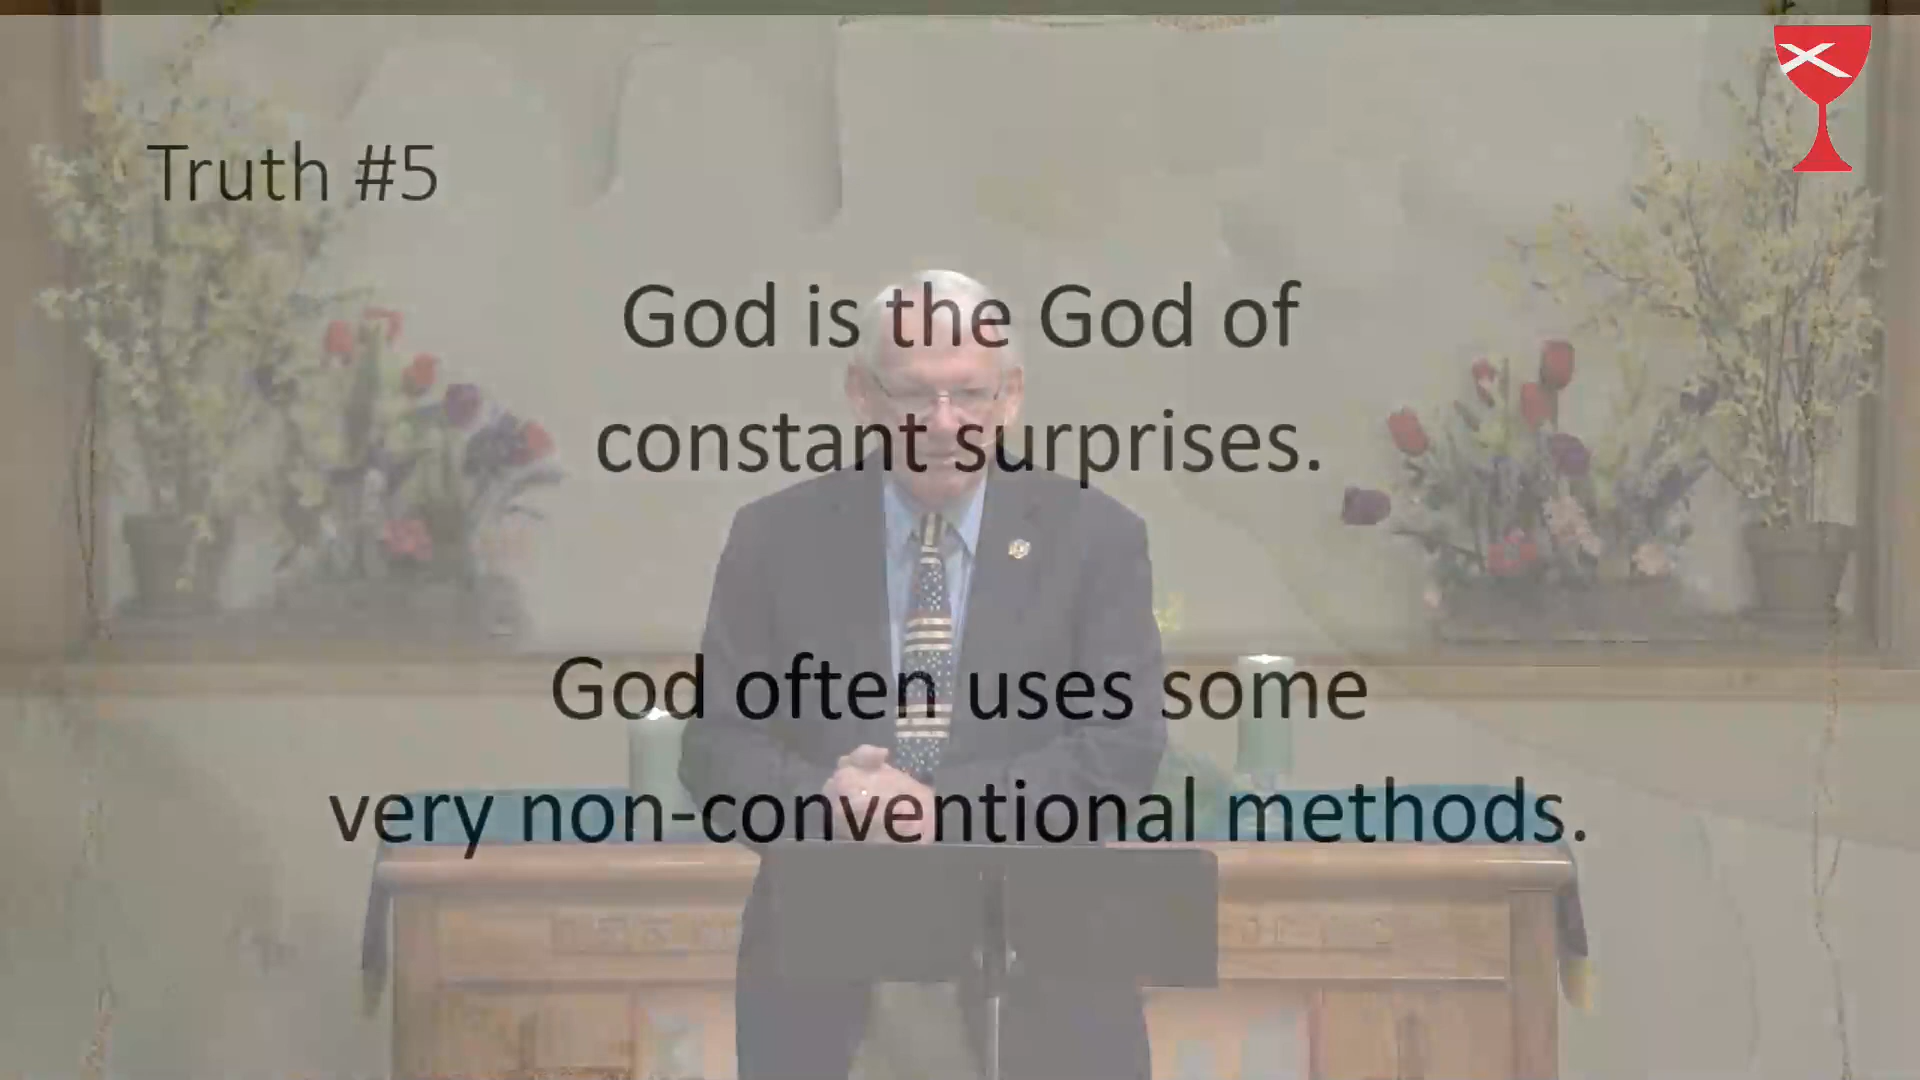 Truth #5
God is the God of
constant surprises.
God often uses some
very non-conventional methods.